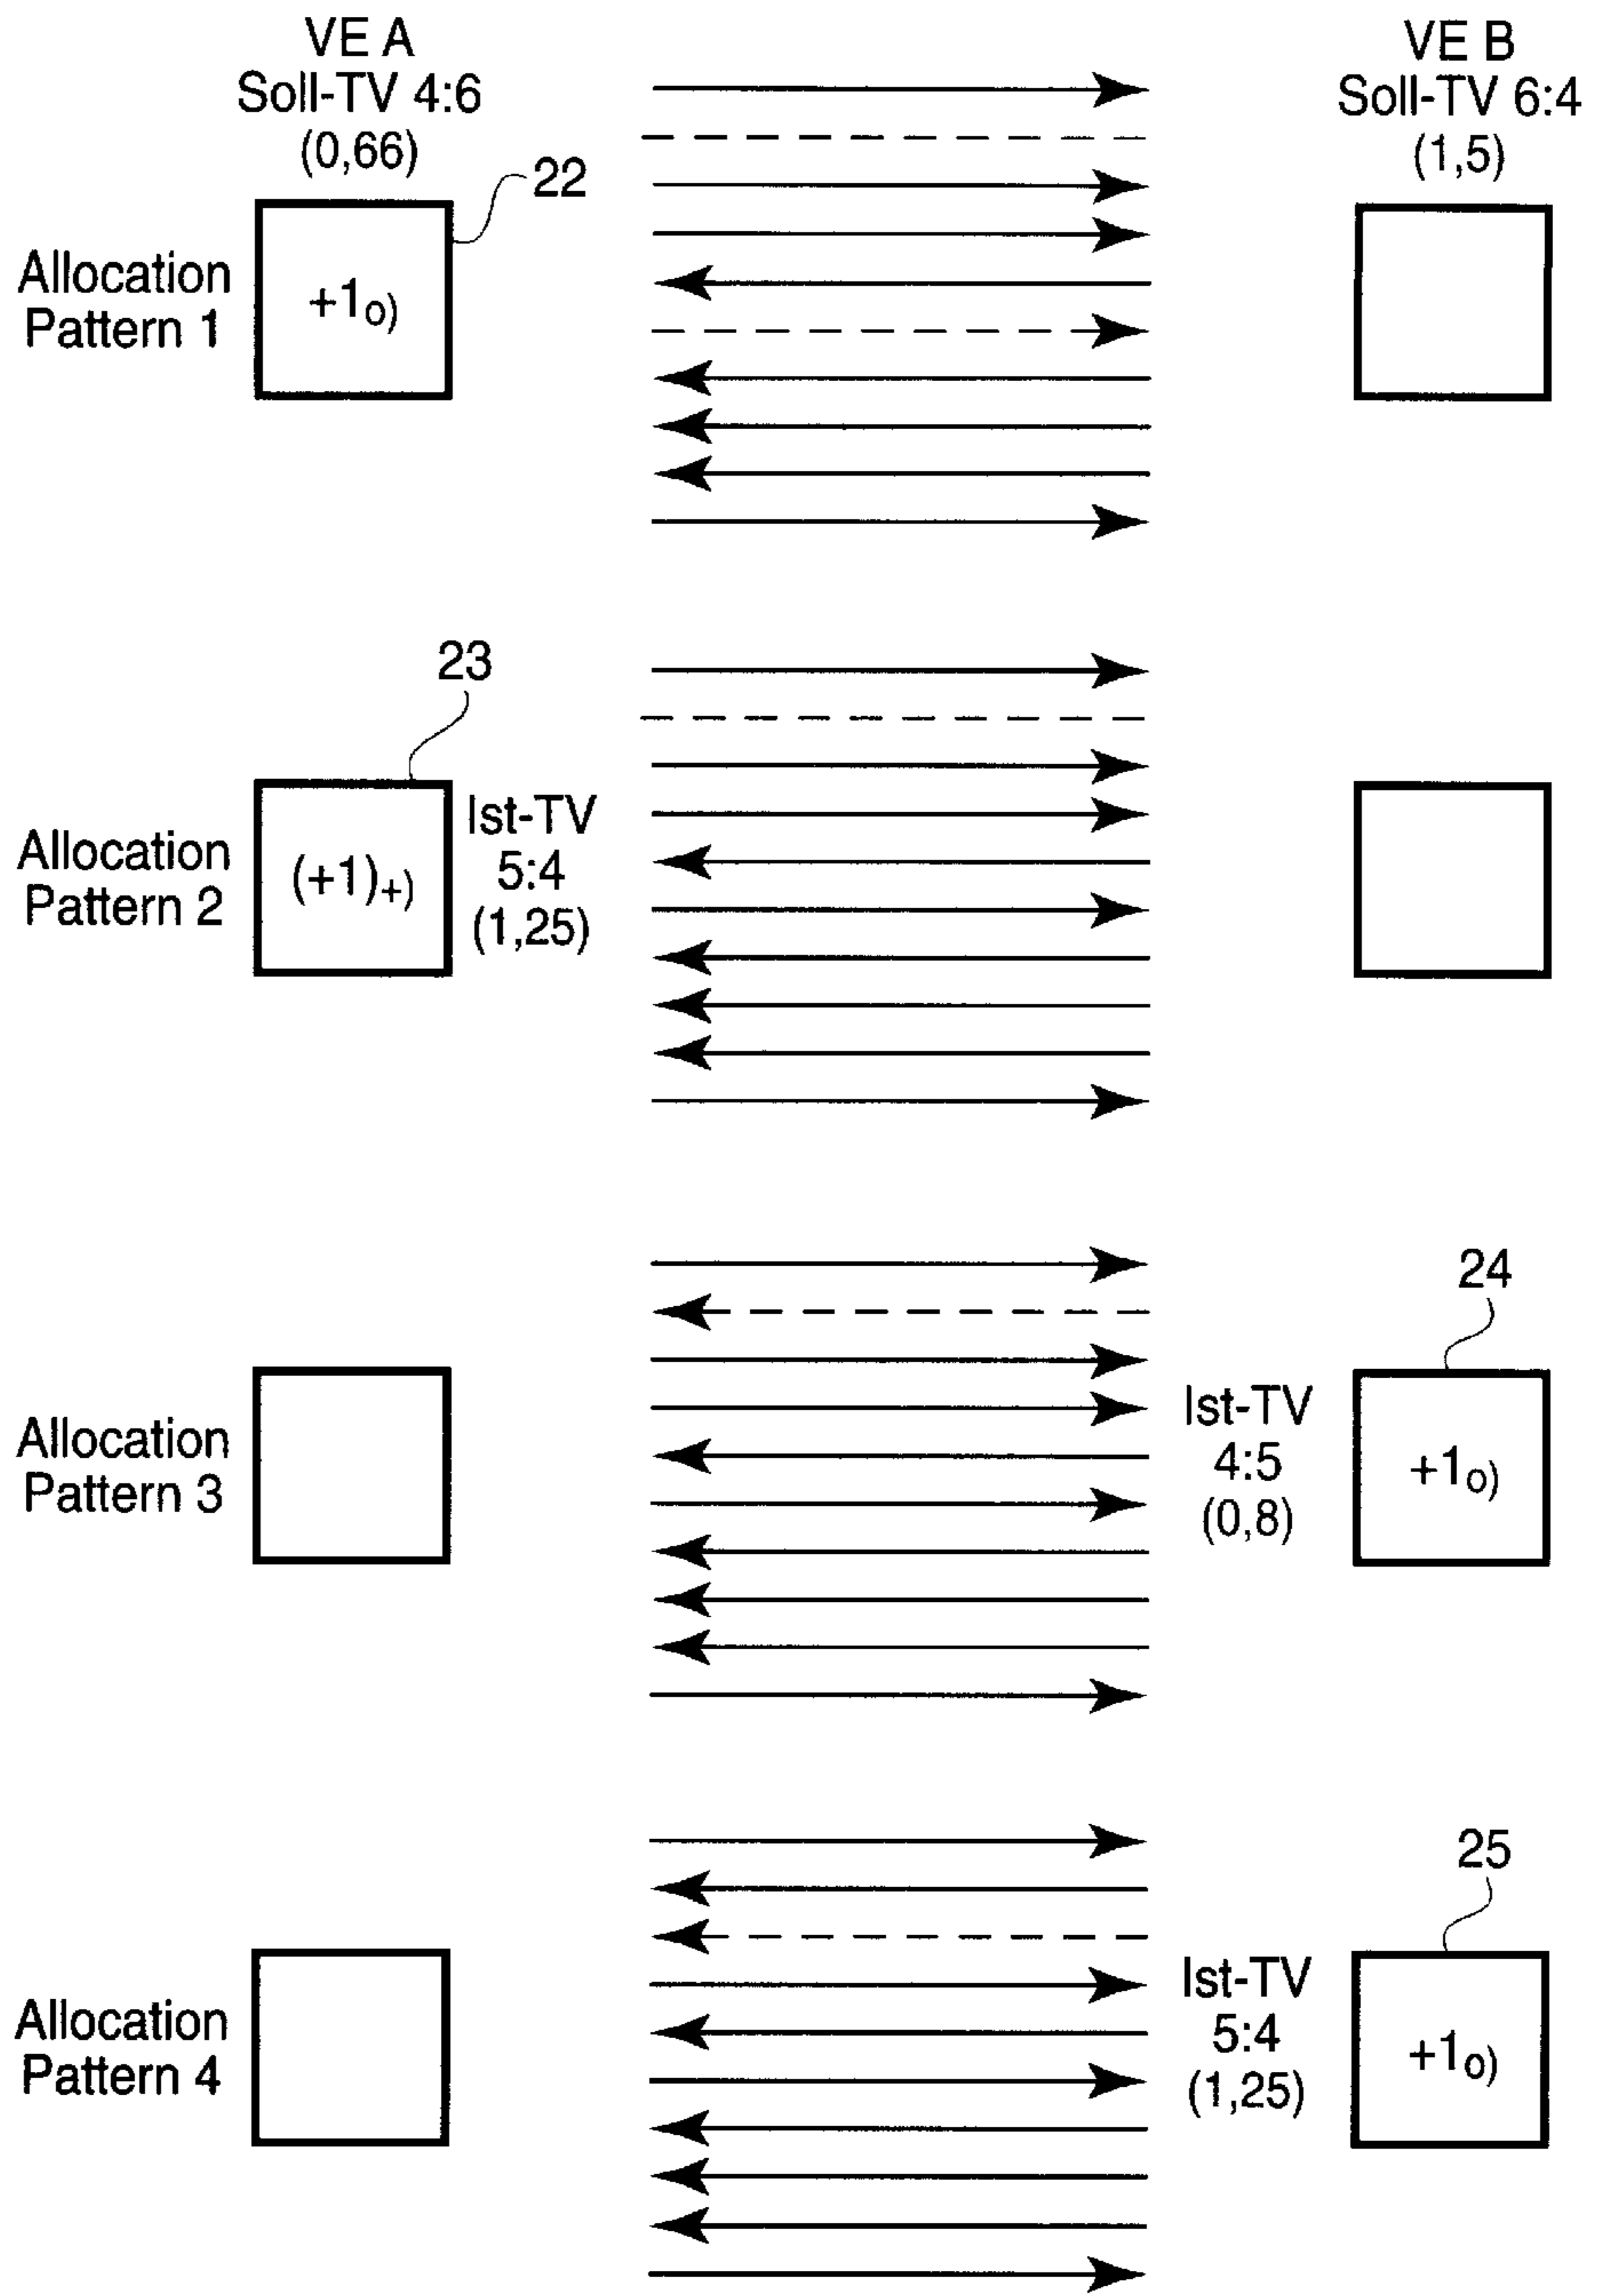 VE A
Soll-TV 4:6
(0,66)
VE B
Soll-TV 6:4
(1,5)
22
Allocation
Pattern 1
+1o)
23
Allocation
Pattern 2
(+1)+)
Ist-TV
5:4
(1,25)
24
Allocation
Pattern 3
Ist-TV
4:5
(0,8)
+1o)
25
Allocation
Pattern 4
Ist-TV
5:4
(1,25)
+1o)